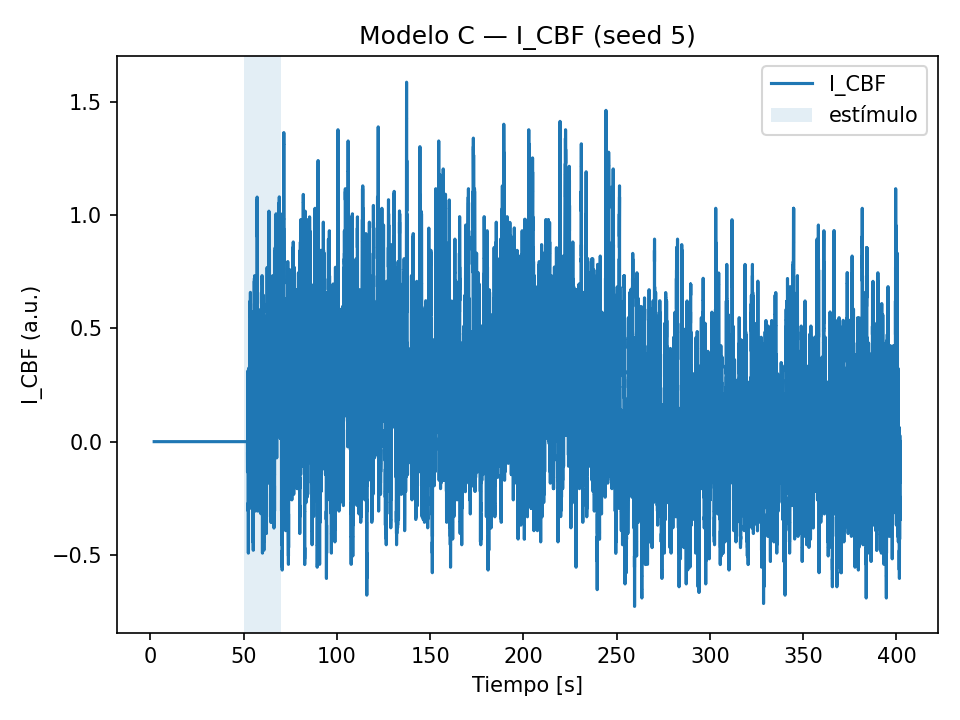 Modelo C — I_CBF (seed 5)
I_CBF
estímulo
1.5
1.0
0.5
0.0
−0.5
I_CBF (a.u.)
0 50 100 150 200 250 300 350 400
Tiempo [s]